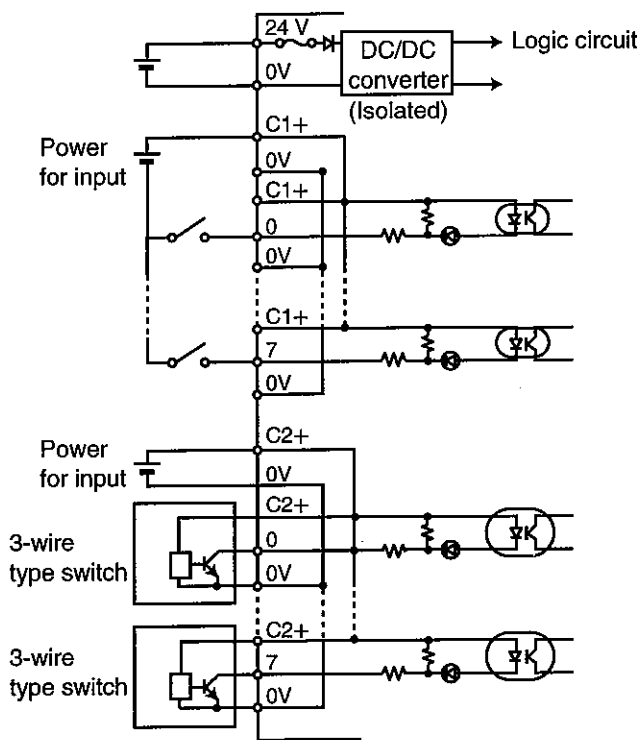 24 V
DC/DC
converter
(Isolated)
Logic circuit
0V
C1+
Power
for input
0V
C1+
0
0V
C1+
7
0V
C2+
Power
for input
0V
C2+
3-wire
type switch
0
0V
C2+
3-wire
type switch
7
0V